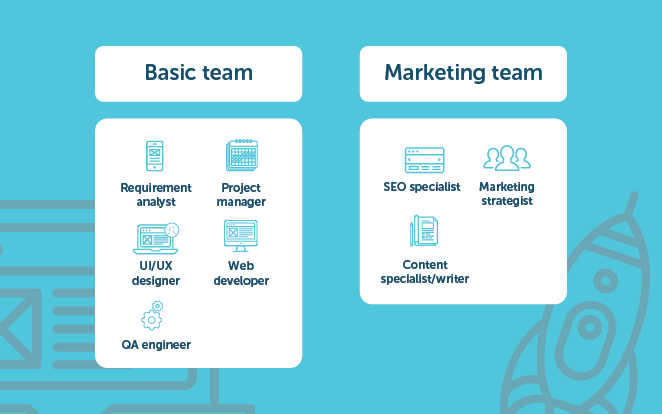 Basic team
Requirement
analyst
Project
manager
UI/UX
designer
Web
developer
QA engineer
Marketing team
SEO specialist
Marketing
strategist
Content
specialist/writer